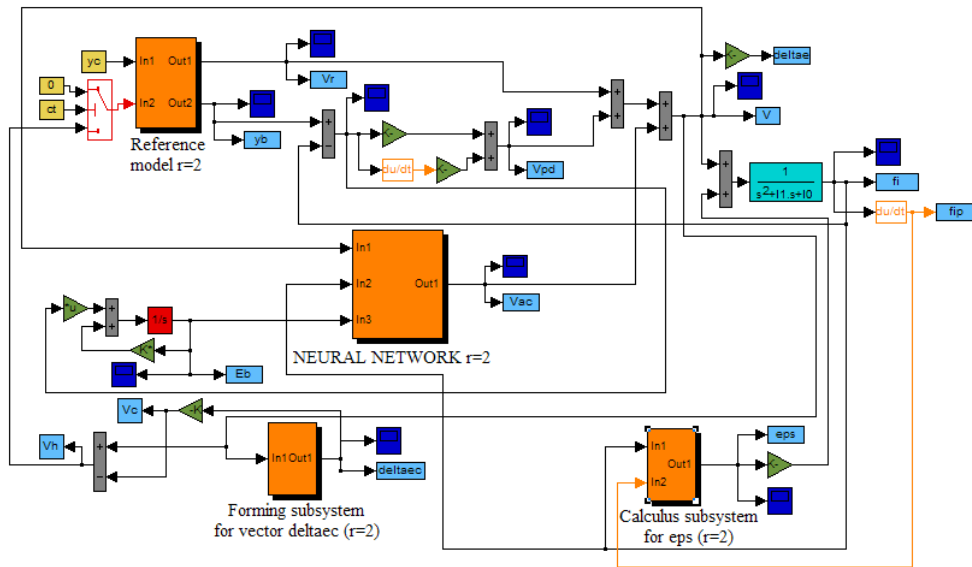 yc
In1
Out1
0
ct
In2
Out2
Reference
model r=2
Vr
yb
K-
du/dt
K-
Vpd
K-
deltae
V
1
s²+l1.s+l0
fi
du/dt
fip
In1
In2
Out1
In3
NEURAL NETWORK r=2
Vac
*u
1/s
K*
Eb
Vc
-K
Vh
In1
Out1
deltaec
Forming subsystem
for vector deltaec (r=2)
In1
Out1
In2
Calculus subsystem
for eps (r=2)
eps
K-